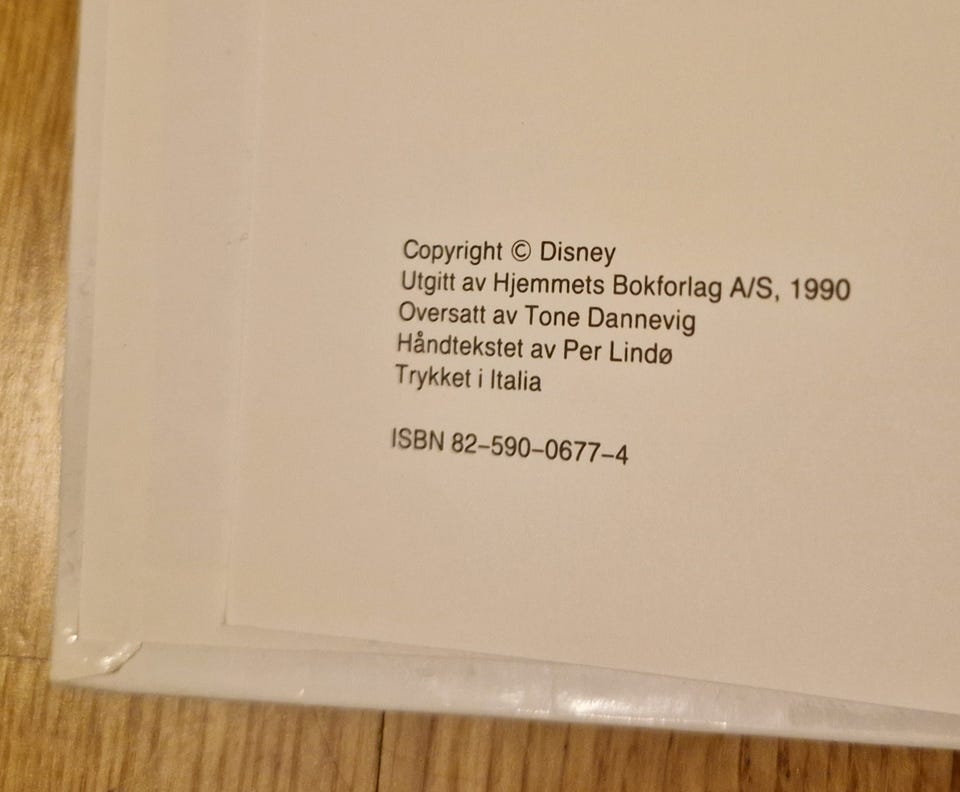 Copyright © Disney
Utgitt av Hjemmets Bokforlag A/S, 1990
Oversatt av Tone Dannevig
Håndtekstet av Per Lindø
Trykket i Italia
ISBN 82–590–0677–4